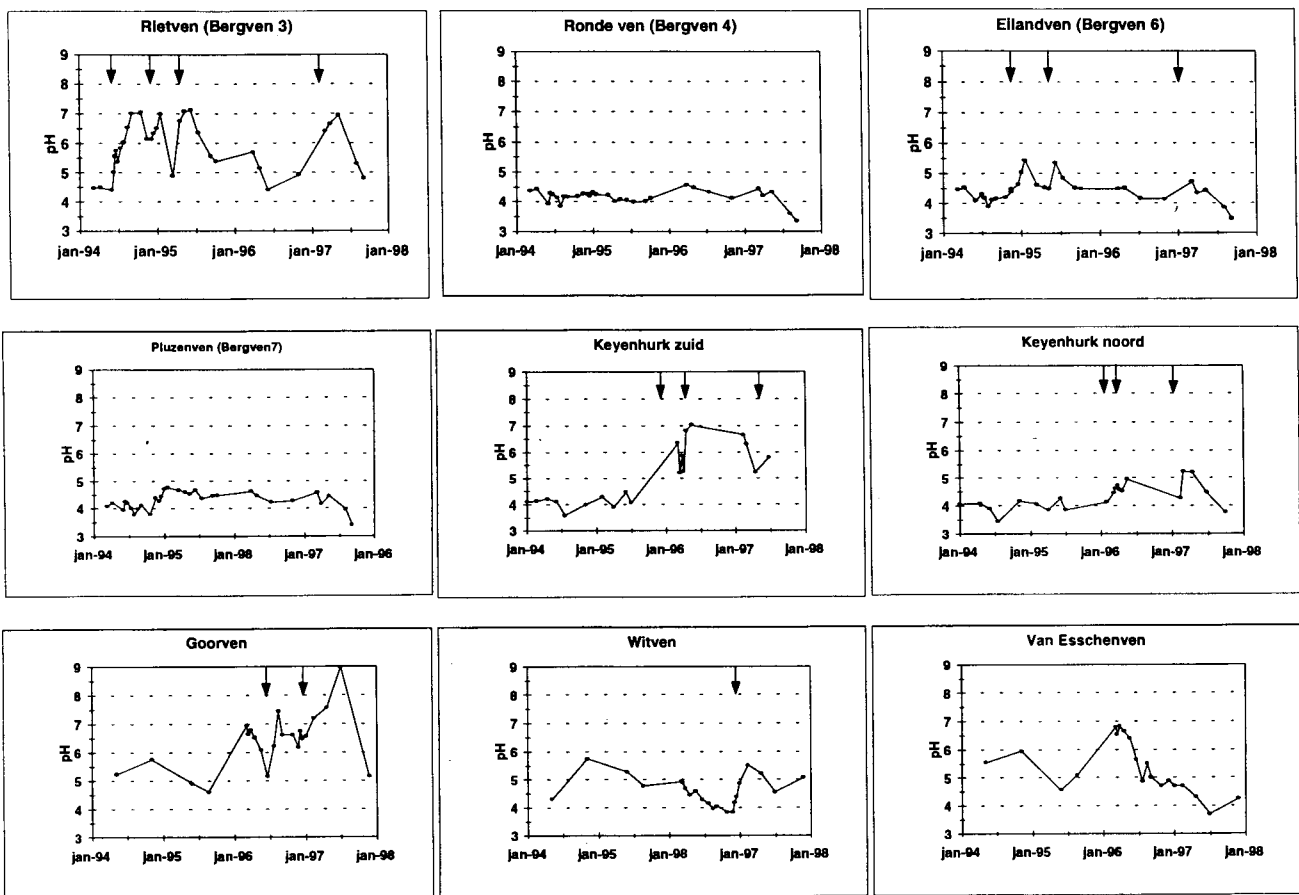 Rietven (Bergven 3)
9
8
7
6
5
4
3
pH
jan-94 jan-95 jan-96 jan-97 jan-98
Ronde ven (Bergven 4)
9
8
7
6
5
4
3
pH
jan-94 jan-95 jan-96 jan-97 jan-98
Eilandven (Bergven 6)
9
8
7
6
5
4
3
pH
jan-94 jan-95 jan-96 jan-97 jan-98
Pluzenven (Bergven7)
9
8
7
6
5
4
3
pH
jan-94 jan-95 jan-96 jan-97 jan-98
Keyenhurk zuid
9
8
7
6
5
4
3
pH
jan-94 jan-95 jan-96 jan-97 jan-98
Keyenhurk noord
9
8
7
6
5
4
3
pH
jan-94 jan-95 jan-96 jan-97 jan-98
Goorven
9
8
7
6
5
4
3
pH
jan-94 jan-95 jan-96 jan-97 jan-98
Witven
9
8
7
6
5
4
3
pH
jan-94 jan-95 jan-96 jan-97 jan-98
Van Esschenven
9
8
7
6
5
4
3
pH
jan-94 jan-95 jan-96 jan-97 jan-98